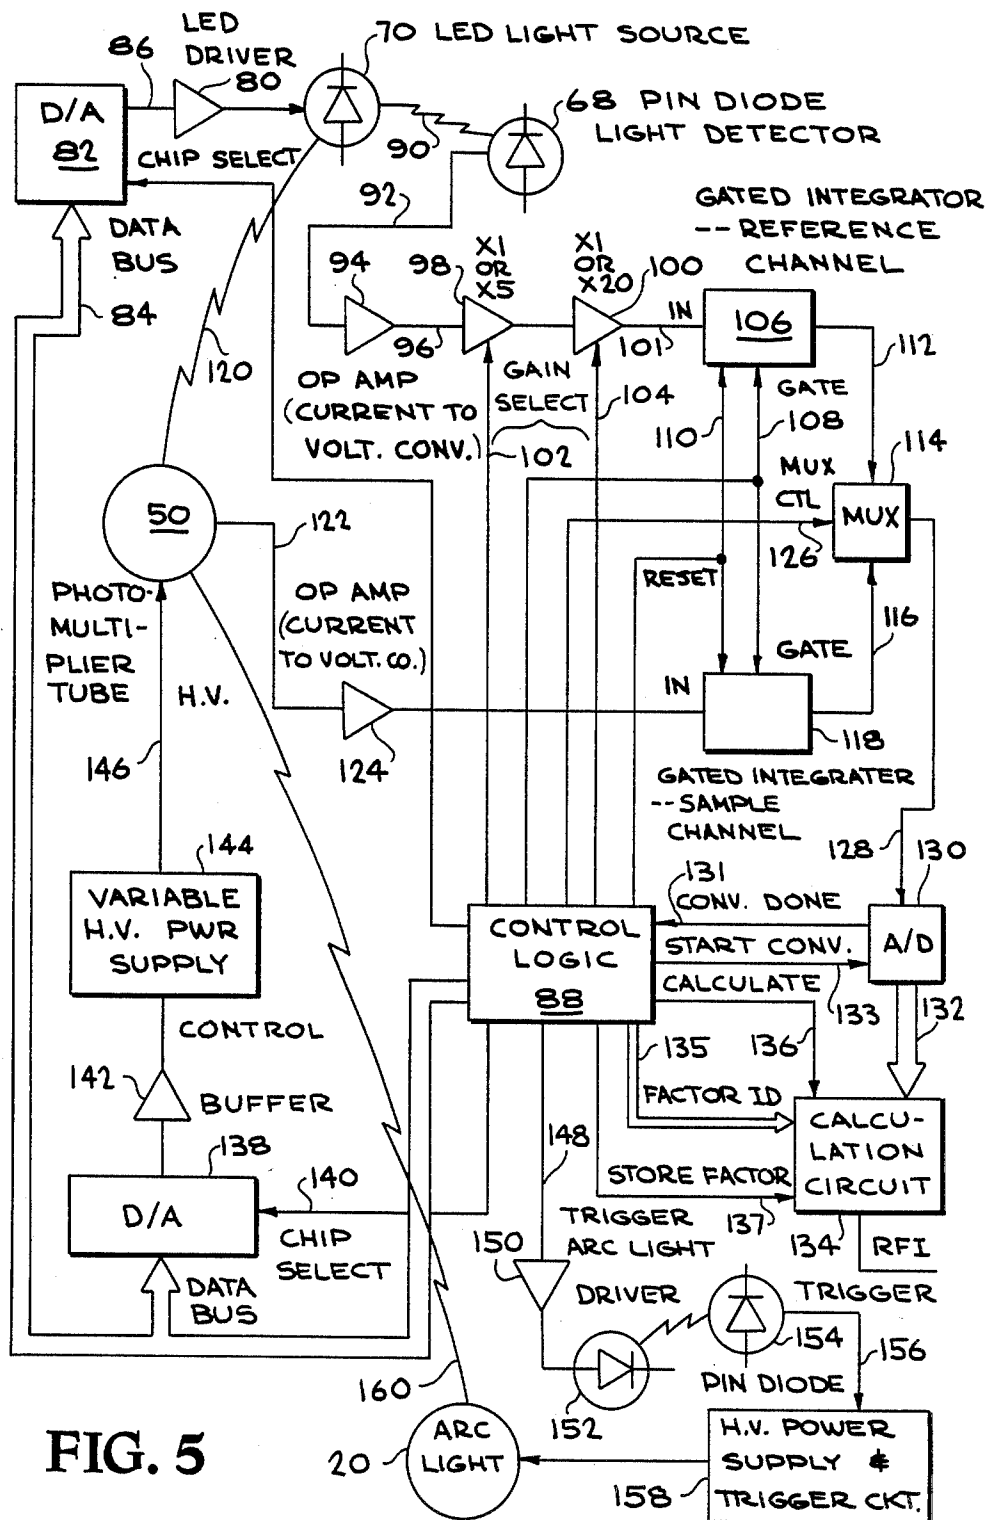 LED
DRIVER
86
80
70 LED LIGHT SOURCE
D/A
82
90
68 PIN DIODE
LIGHT DETECTOR
CHIP SELECT
DATA
BUS
84
92
GATED INTEGRATOR
-- REFERENCE
CHANNEL
94
98
X1
OR
X5
X1
OR
X20
100
IN
106
96
101
112
120
OP AMP
(CURRENT TO
VOLT. CONV.)
GAIN
SELECT
102
104
110
GATE
108
114
MUX
CTL
MUX
126
50
122
RESET
PHOTO-
MULTI-
PLIER
TUBE
OP AMP
(CURRENT
TO VOLT. CO.)
GATE
116
H.V.
IN
118
124
146
GATED INTEGRATER
-- SAMPLE
CHANNEL
128
130
144
VARIABLE
H.V. PWR
SUPPLY
131
CONV. DONE
CONTROL
LOGIC
88
START CONV.
A/D
CALCULATE
133
132
CONTROL
135
136
142
BUFFER
FACTOR ID
CALCU-
LATION
CIRCUIT
138
148
D/A
140
STORE FACTOR
137
134
RFI
CHIP
SELECT
TRIGGER
ARC LIGHT
150
DATA
BUS
DRIVER
TRIGGER
154
156
160
152
PIN DIODE
FIG. 5
ARC
LIGHT
20
H.V. POWER
SUPPLY &
TRIGGER CKT.
158